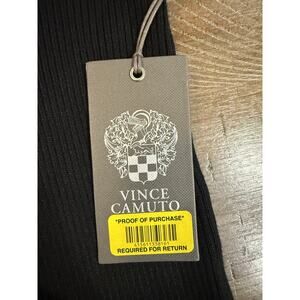 VINCE
CAMUTO
*PROOF OF PURCHASE*
REQUIRED FOR RETURN